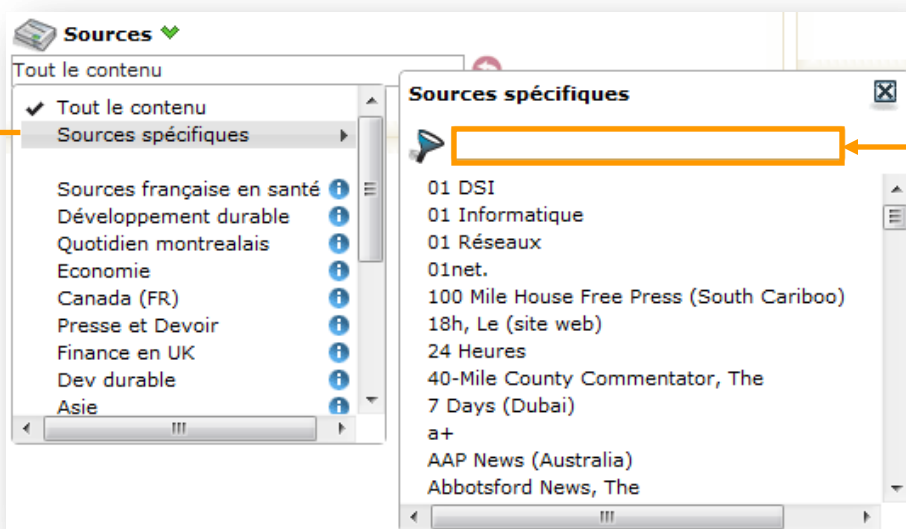 Sources
Tout le contenu
Tout le contenu
Sources spécifiques
Sources française en santé
Développement durable
Quotidien montrealais
Economie
Canada (FR)
Presse et Devoir
Finance en UK
Dev durable
Asie
Sources spécifiques
01 DSI
01 Informatique
01 Réseaux
01net.
100 Mile House Free Press (South Cariboo)
18h, Le (site web)
24 Heures
40-Mile County Commentator, The
7 Days (Dubai)
a+
AAP News (Australia)
Abbotsford News, The